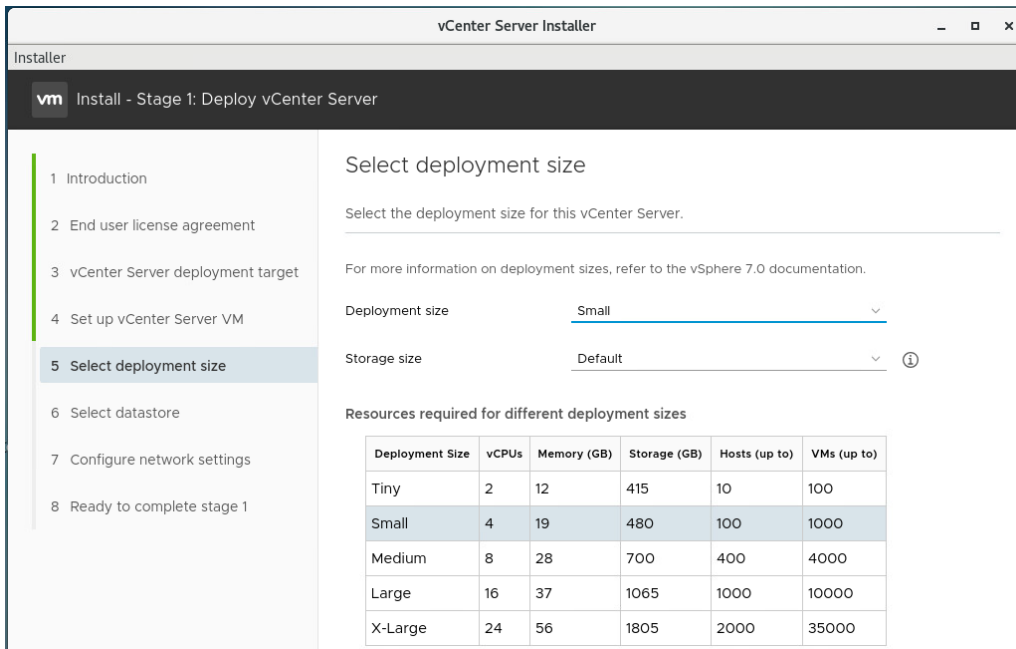 vCenter Server Installer
Installer
vm Install - Stage 1: Deploy vCenter Server
1 Introduction
2 End user license agreement
3 vCenter Server deployment target
4 Set up vCenter Server VM
5 Select deployment size
6 Select datastore
7 Configure network settings
8 Ready to complete stage 1
Select deployment size
Select the deployment size for this vCenter Server.
For more information on deployment sizes, refer to the vSphere 7.0 documentation.
Deployment size Small
Storage size Default
Resources required for different deployment sizes
Deployment Size vCPUs Memory (GB) Storage (GB) Hosts (up to) VMs (up to)
Tiny 2 12 415 10 100
Small 4 19 480 100 1000
Medium 8 28 700 400 4000
Large 16 37 1065 1000 10000
X-Large 24 56 1805 2000 35000